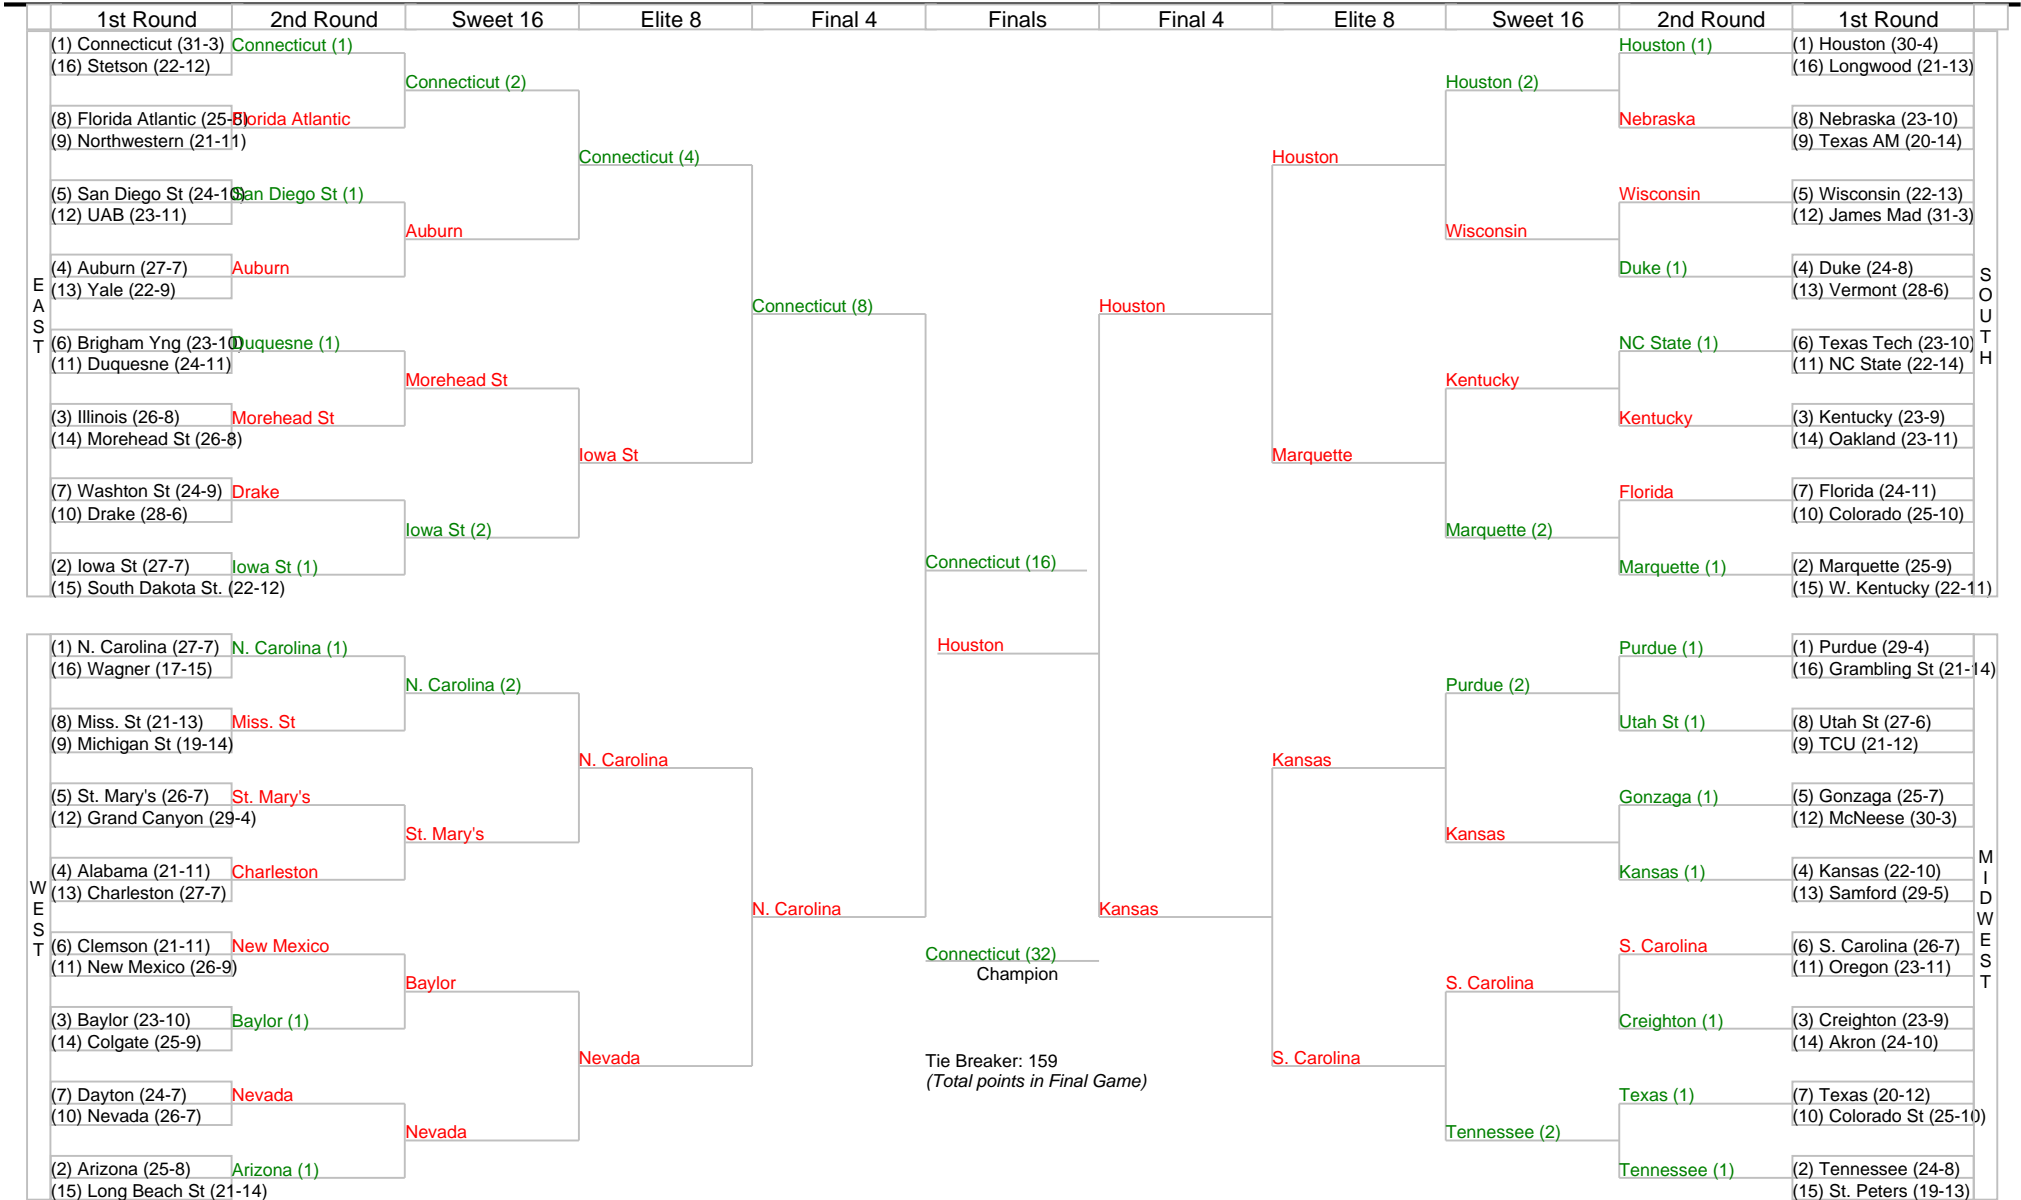 1st Round 2nd Round Sweet 16 Elite 8 Final 4 Finals Final 4 Elite 8 Sweet 16 2nd Round 1st Round
EAST
(1) Connecticut (31-3)
(16) Stetson (22-12)
(8) Florida Atlantic (25-8)
(9) Northwestern (21-11)
(5) San Diego St (24-10)
(12) UAB (23-11)
(4) Auburn (27-7)
(13) Yale (22-9)
(6) Brigham Yng (23-10)
(11) Duquesne (24-11)
(3) Illinois (26-8)
(14) Morehead St (26-8)
(7) Washton St (24-9)
(10) Drake (28-6)
(2) Iowa St (27-7)
(15) South Dakota St. (22-12)
Connecticut (1)
Florida Atlantic
San Diego St (1)
Auburn
Duquesne (1)
Morehead St
Drake
Iowa St (1)
Connecticut (2)
Auburn
Morehead St
Iowa St (2)
Connecticut (4)
Iowa St
Connecticut (8)
WEST
(1) N. Carolina (27-7)
(16) Wagner (17-15)
(8) Miss. St (21-13)
(9) Michigan St (19-14)
(5) St. Mary's (26-7)
(12) Grand Canyon (29-4)
(4) Alabama (21-11)
(13) Charleston (27-7)
(6) Clemson (21-11)
(11) New Mexico (26-9)
(3) Baylor (23-10)
(14) Colgate (25-9)
(7) Dayton (24-7)
(10) Nevada (26-7)
(2) Arizona (25-8)
(15) Long Beach St (21-14)
N. Carolina (1)
Miss. St
St. Mary's
Charleston
New Mexico
Baylor (1)
Nevada
Arizona (1)
N. Carolina (2)
St. Mary's
Baylor
Nevada
N. Carolina
Nevada
N. Carolina
Connecticut (16)
Houston
Connecticut (32)
Champion
Tie Breaker: 159
(Total points in Final Game)
Houston
Houston
Marquette
Houston (2)
Wisconsin
Kentucky
Marquette (2)
Houston (1)
Nebraska
Wisconsin
Duke (1)
NC State (1)
Kentucky
Florida
Marquette (1)
(1) Houston (30-4)
(16) Longwood (21-13)
(8) Nebraska (23-10)
(9) Texas AM (20-14)
(5) Wisconsin (22-13)
(12) James Mad (31-3)
(4) Duke (24-8)
(13) Vermont (28-6)
(6) Texas Tech (23-10)
(11) NC State (22-14)
(3) Kentucky (23-9)
(14) Oakland (23-11)
(7) Florida (24-11)
(10) Colorado (25-10)
(2) Marquette (25-9)
(15) W. Kentucky (22-11)
SOUTH
Kansas
Kansas
S. Carolina
Purdue (2)
Kansas
S. Carolina
Tennessee (2)
Purdue (1)
Utah St (1)
Gonzaga (1)
Kansas (1)
S. Carolina
Creighton (1)
Texas (1)
Tennessee (1)
(1) Purdue (29-4)
(16) Grambling St (21-14)
(8) Utah St (27-6)
(9) TCU (21-12)
(5) Gonzaga (25-7)
(12) McNeese (30-3)
(4) Kansas (22-10)
(13) Samford (29-5)
(6) S. Carolina (26-7)
(11) Oregon (23-11)
(3) Creighton (23-9)
(14) Akron (24-10)
(7) Texas (20-12)
(10) Colorado St (25-10)
(2) Tennessee (24-8)
(15) St. Peters (19-13)
MIDWEST